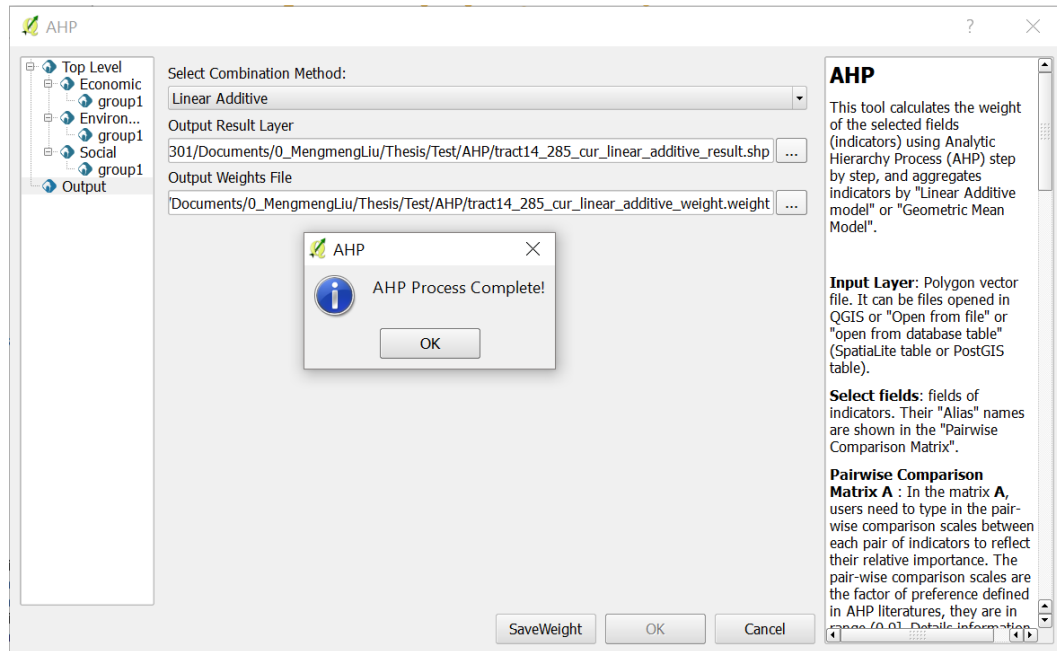 AHP
?
Top Level
Economic
group1
Environ...
group1
Social
group1
Output
Select Combination Method:
Linear Additive
Output Result Layer
301/Documents/0_MengmengLiu/Thesis/Test/AHP/tract14_285_cur_linear_additive_result.shp
...
Output Weights File
'Documents/0_MengmengLiu/Thesis/Test/AHP/tract14_285_cur_linear_additive_weight.weight
...
AHP
AHP Process Complete!
OK
SaveWeight
OK
Cancel
AHP
This tool calculates the weight
of the selected fields
(indicators) using Analytic
Hierarchy Process (AHP) step
by step, and aggregates
indicators by "Linear Additive
model" or "Geometric Mean
Model".
Input Layer: Polygon vector
file. It can be files opened in
QGIS or "Open from file" or
"open from database table"
(SpatiaLite table or PostGIS
table).
Select fields: fields of
indicators. Their "Alias" names
are shown in the "Pairwise
Comparison Matrix".
Pairwise Comparison
Matrix A : In the matrix A,
users need to type in the pair-
wise comparison scales between
each pair of indicators to reflect
their relative importance. The
pair-wise comparison scales are
the factor of preference defined
in AHP literatures, they are in
range (0,9]. Details information